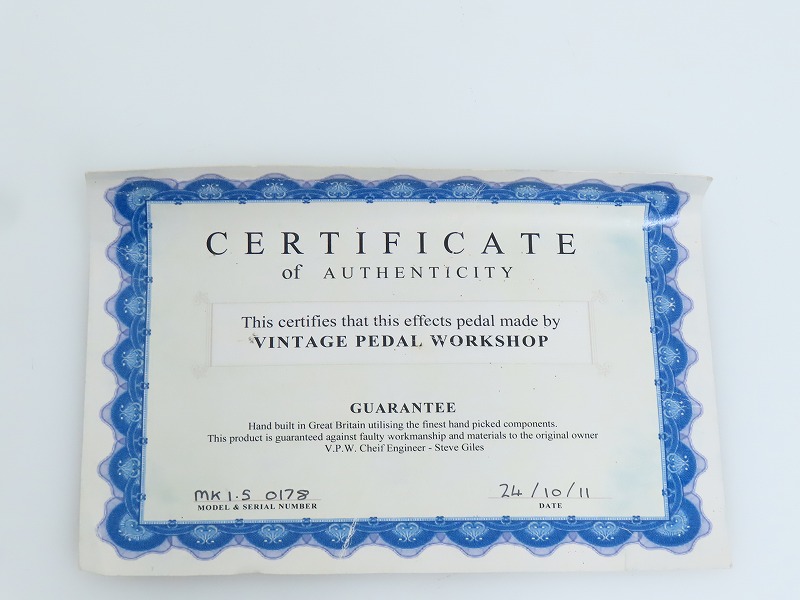 CERTIFICATE
of AUTHENTICITY
This certifies that this effects pedal made by
VINTAGE PEDAL WORKSHOP
GUARANTEE
Hand built in Great Britain utilising the finest hand picked components.
This product is guaranteed against faulty workmanship and materials to the original owner
V.P.W. Cheif Engineer - Steve Giles
MK1.5 0178
MODEL & SERIAL NUMBER
24/10/11
DATE